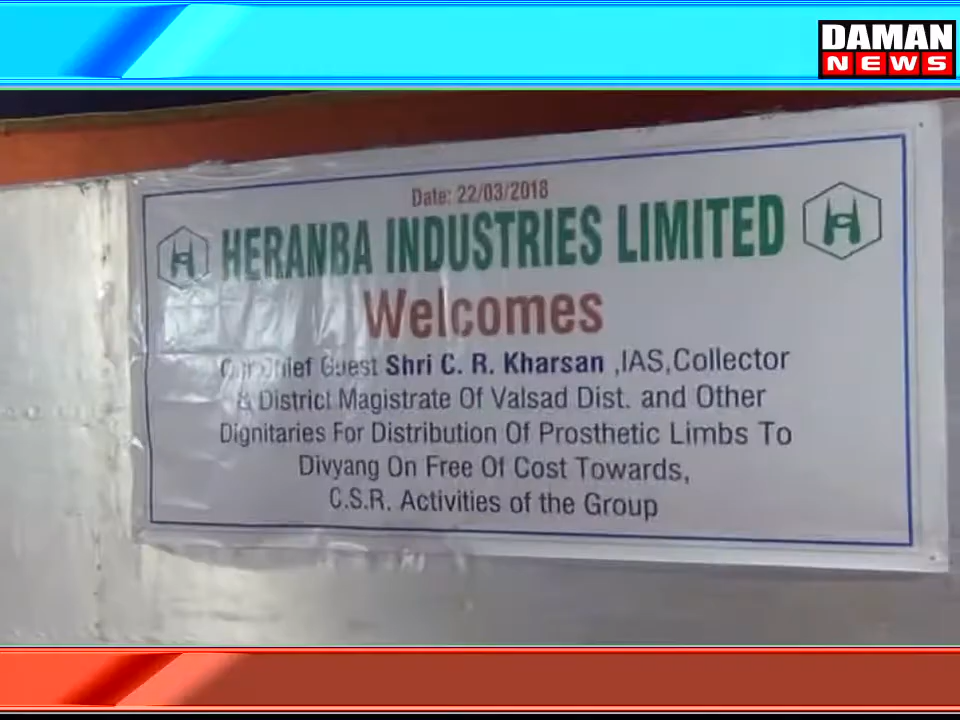 DAMAN
NEWS
Date: 22/03/2018
HERANBA INDUSTRIES LIMITED
Welcomes
Our Chief Guest Shri C. R. Kharsan ,IAS,Collector
& District Magistrate Of Valsad Dist. and Other
Dignitaries For Distribution Of Prosthetic Limbs To
Divyang On Free Of Cost Towards,
C.S.R. Activities of the Group